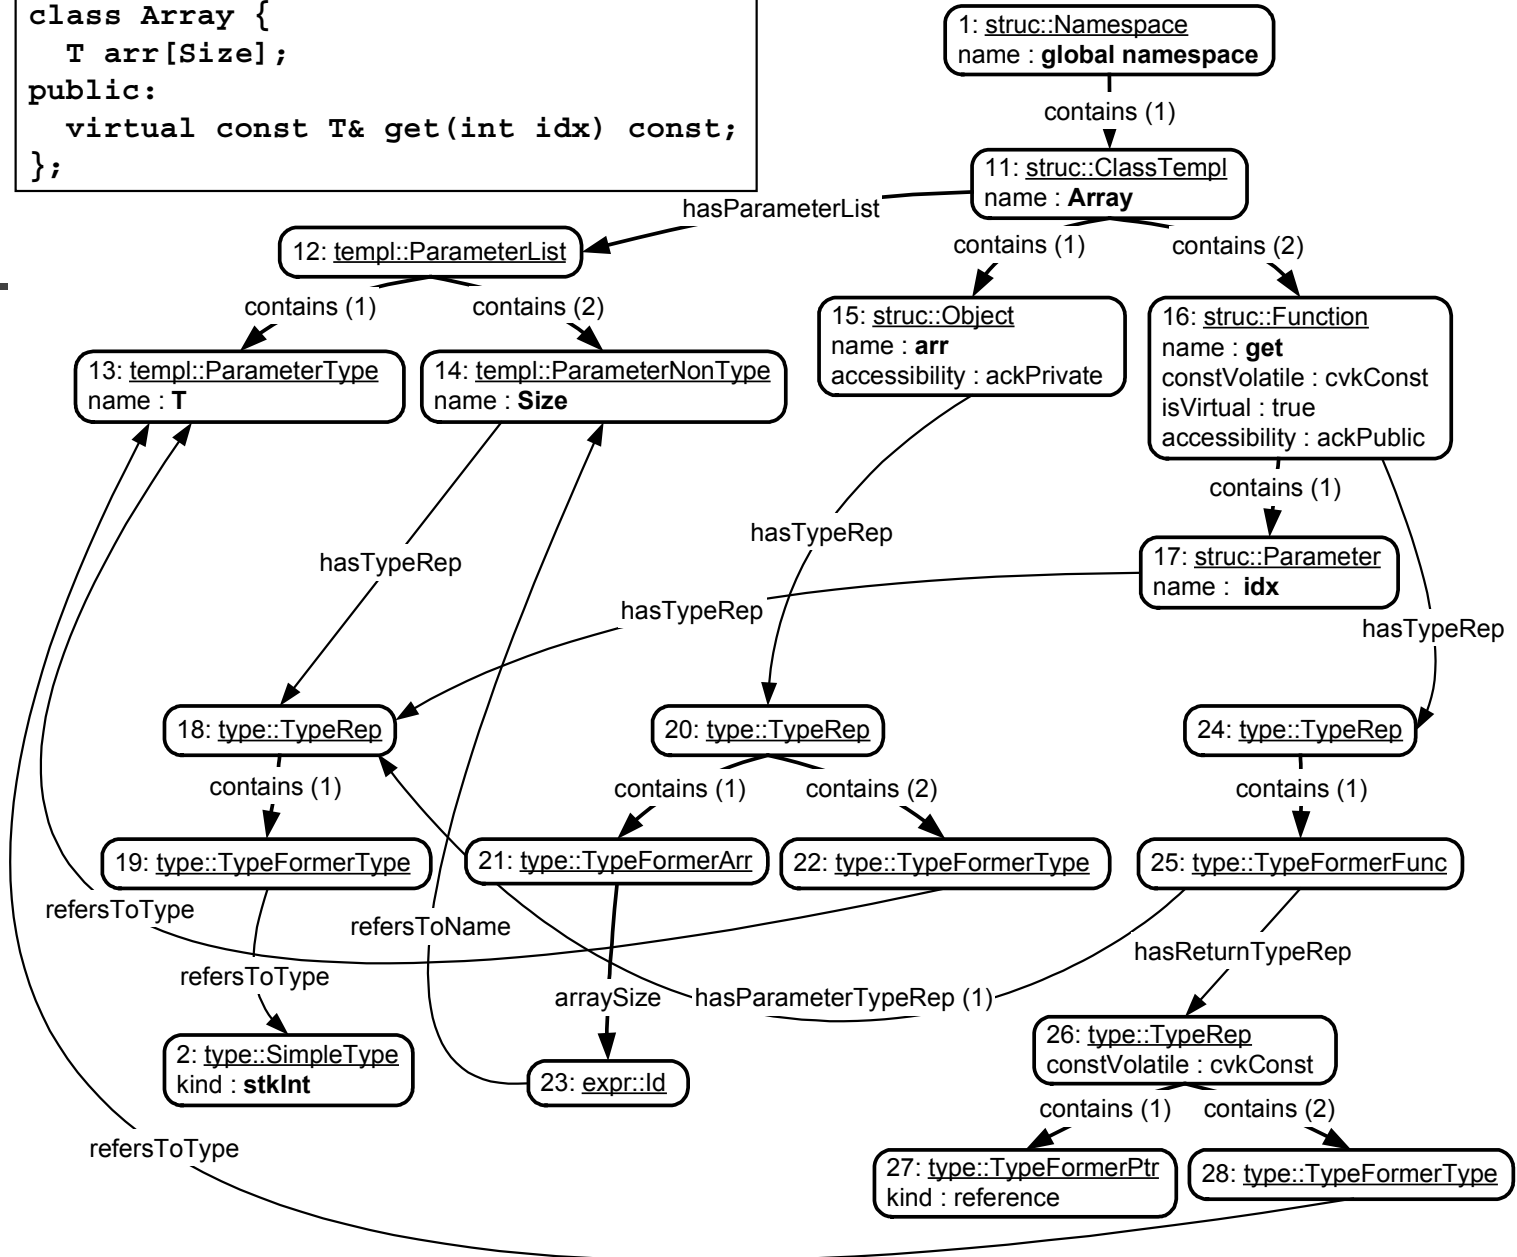 class Array {
T arr[Size];
public:
virtual const T& get(int idx) const;
};
1: struc::Namespace
name : global namespace
contains (1)
11: struc::ClassTempl
name : Array
hasParameterList
contains (1)
contains (2)
12: templ::ParameterList
contains (1)
contains (2)
13: templ::ParameterType
name : T
14: templ::ParameterNonType
name : Size
15: struc::Object
name : arr
accessibility : ackPrivate
16: struc::Function
name : get
constVolatile : cvkConst
isVirtual : true
accessibility : ackPublic
contains (1)
hasTypeRep
hasTypeRep
17: struc::Parameter
name : idx
hasTypeRep
hasTypeRep
18: type::TypeRep
20: type::TypeRep
24: type::TypeRep
contains (1)
contains (1)
contains (2)
contains (1)
19: type::TypeFormerType
21: type::TypeFormerArr
22: type::TypeFormerType
25: type::TypeFormerFunc
refersToType
refersToName
hasReturnTypeRep
refersToType
arraySize
hasParameterTypeRep (1)
2: type::SimpleType
kind : stkInt
23: expr::Id
26: type::TypeRep
constVolatile : cvkConst
contains (1)
contains (2)
refersToType
27: type::TypeFormerPtr
kind : reference
28: type::TypeFormerType